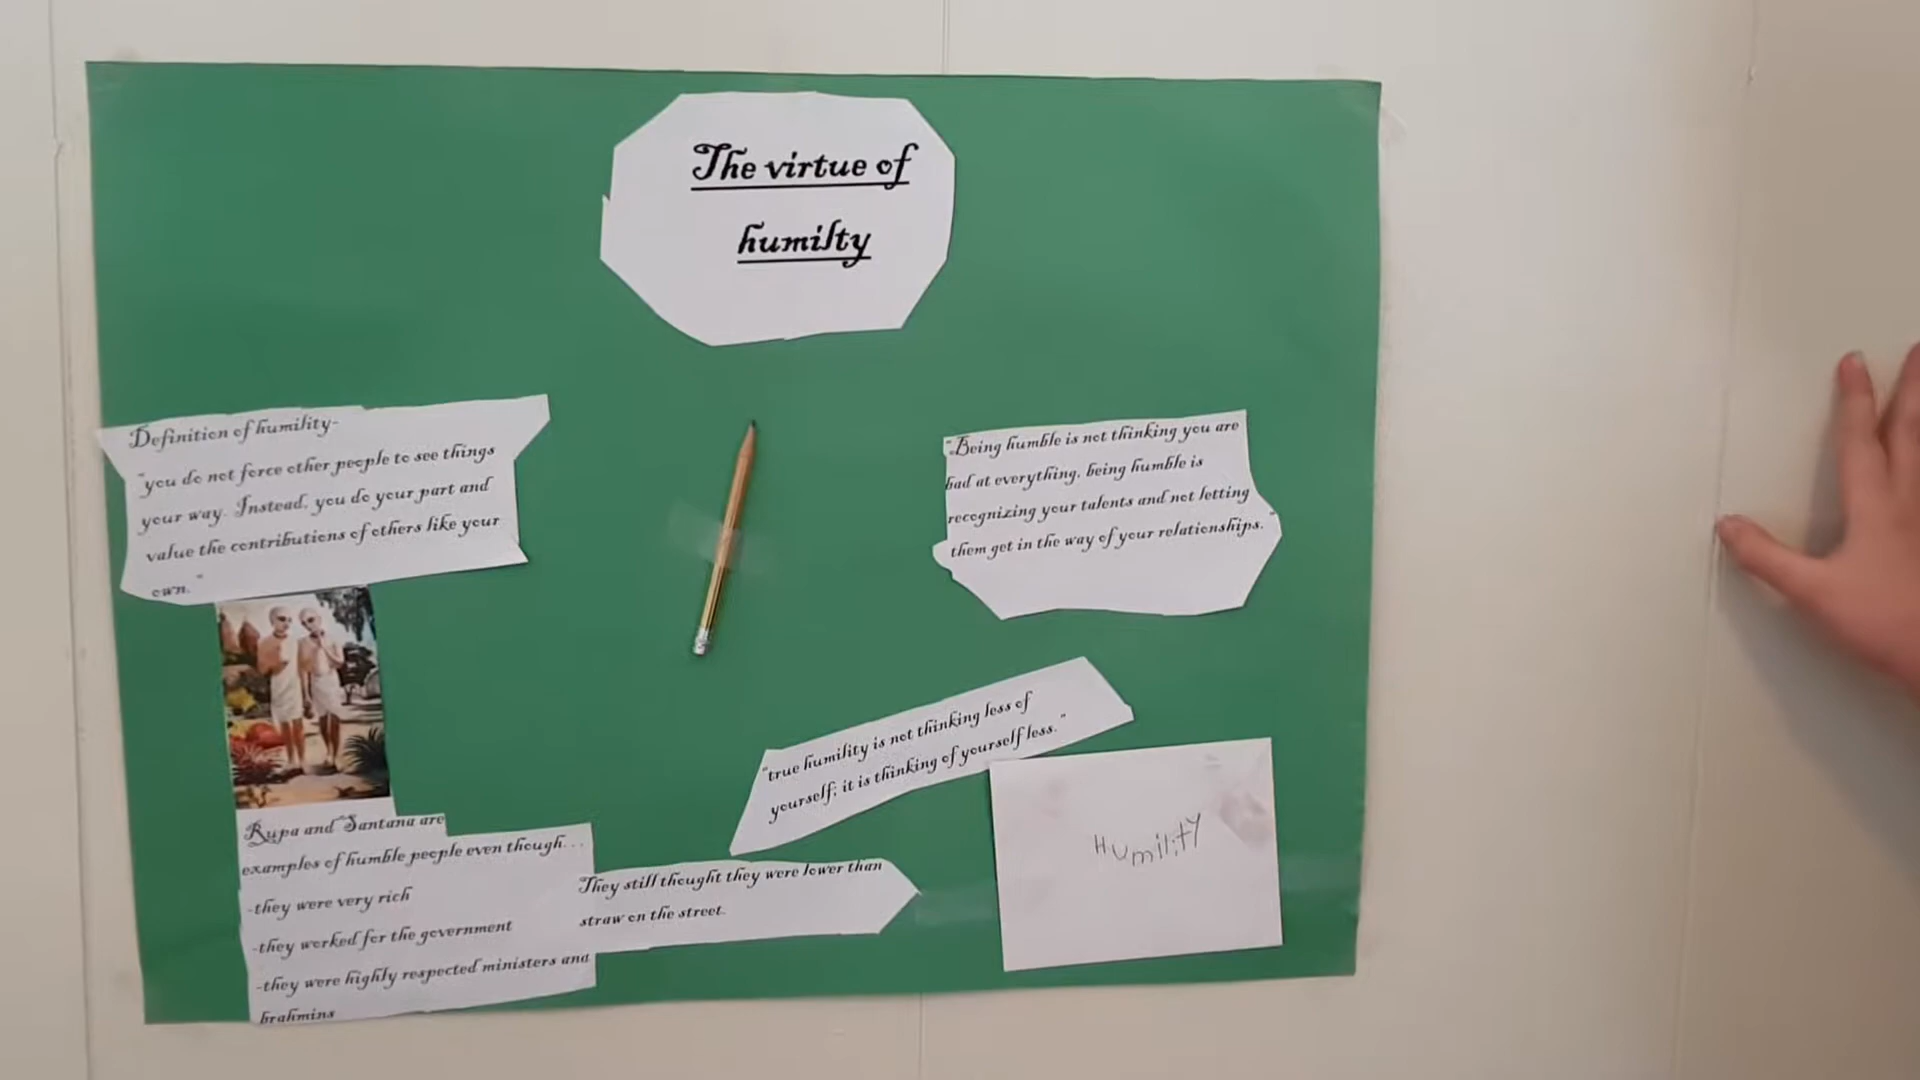 The virtue of
humilty
Definition of humility-
"you do not force other people to see things
your way. Instead, you do your part and
value the contributions of others like your
own."
"Being humble is not thinking you are
bad at everything, being humble is
recognizing your talents and not letting
them get in the way of your relationships."
"true humility is not thinking less of
yourself; it is thinking of yourself less."
Humility
Rupa and Santana are
examples of humble people even though...
-they were very rich
-they worked for the government
-they were highly respected ministers and
brahmins
They still thought they were lower than
straw on the street.